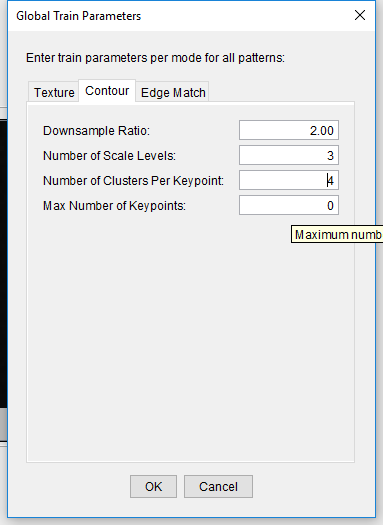 Global Train Parameters
Enter train parameters per mode for all patterns:
Texture Contour Edge Match
Downsample Ratio: 2.00
Number of Scale Levels: 3
Number of Clusters Per Keypoint: 4
Max Number of Keypoints: 0
Maximum numb
OK Cancel